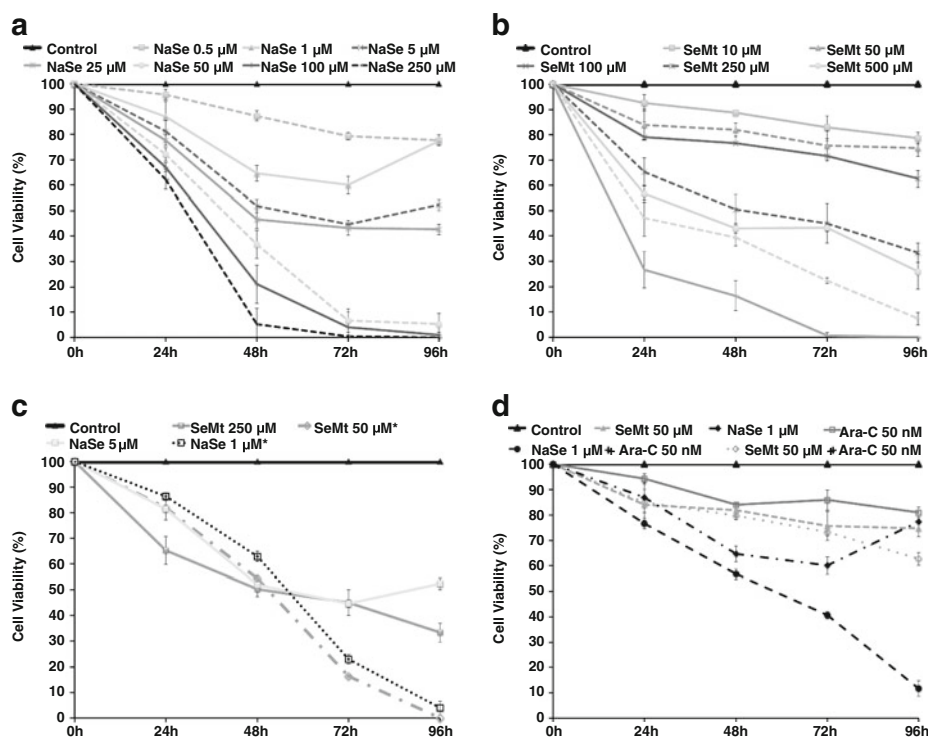 a
Control NaSe 0.5 µM NaSe 1 µM NaSe 5 µM
NaSe 25 µM NaSe 50 µM NaSe 100 µM NaSe 250 µM
Cell Viability (%)
100
90
80
70
60
50
40
30
20
10
0
0h 24h 48h 72h 96h
b
Control SeMt 10 µM SeMt 50 µM
SeMt 100 µM SeMt 250 µM SeMt 500 µM
Cell Viability (%)
100
90
80
70
60
50
40
30
20
10
0
0h 24h 48h 72h 96h
c
Control SeMt 250 µM SeMt 50 µM*
NaSe 5 µM NaSe 1 µM*
Cell Viability (%)
100
90
80
70
60
50
40
30
20
10
0
0h 24h 48h 72h 96h
d
Control SeMt 50 µM NaSe 1 µM Ara-C 50 nM
NaSe 1 µM + Ara-C 50 nM SeMt 50 µM + Ara-C 50 nM
Cell Viability (%)
100
90
80
70
60
50
40
30
20
10
0
0h 24h 48h 72h 96h